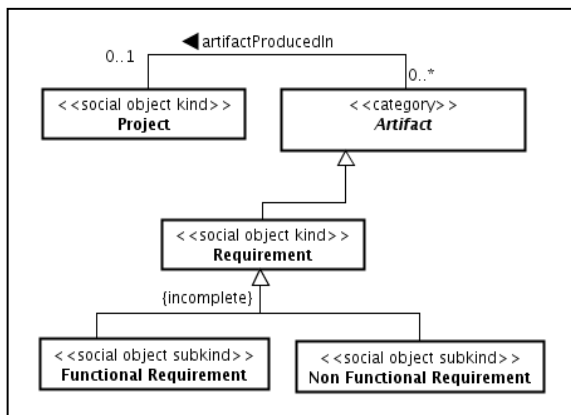 ◀ artifactProducedIn
0..1
0..*
<<social object kind>>
Project
<<category>>
Artifact
<<social object kind>>
Requirement
{incomplete}
<<social object subkind>>
Functional Requirement
<<social object subkind>>
Non Functional Requirement